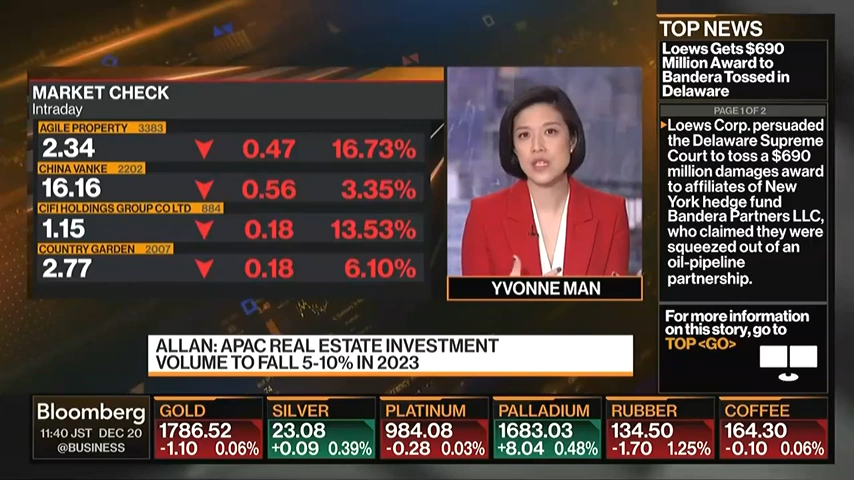 MARKET CHECK
Intraday
AGILE PROPERTY 3383
2.34 ▼ 0.47 16.73%
CHINA VANKE 2202
16.16 ▼ 0.56 3.35%
CIFI HOLDINGS GROUP CO LTD 884
1.15 ▼ 0.18 13.53%
COUNTRY GARDEN 2007
2.77 ▼ 0.18 6.10%
YVONNE MAN
ALLAN: APAC REAL ESTATE INVESTMENT
VOLUME TO FALL 5-10% IN 2023
TOP NEWS
Loews Gets $690
Million Award to
Bandera Tossed in
Delaware
PAGE 1 OF 2
Loews Corp. persuaded
the Delaware Supreme
Court to toss a $690
million damages award
to affiliates of New
York hedge fund
Bandera Partners LLC,
who claimed they were
squeezed out of an
oil-pipeline
partnership.
For more information
on this story, go to
TOP <GO>
Bloomberg
11:40 JST DEC 20
@BUSINESS
GOLD
1786.52
-1.10 0.06%
SILVER
23.08
+0.09 0.39%
PLATINUM
984.08
-0.28 0.03%
PALLADIUM
1683.03
+8.04 0.48%
RUBBER
134.50
-1.70 1.25%
COFFEE
164.30
-0.10 0.06%